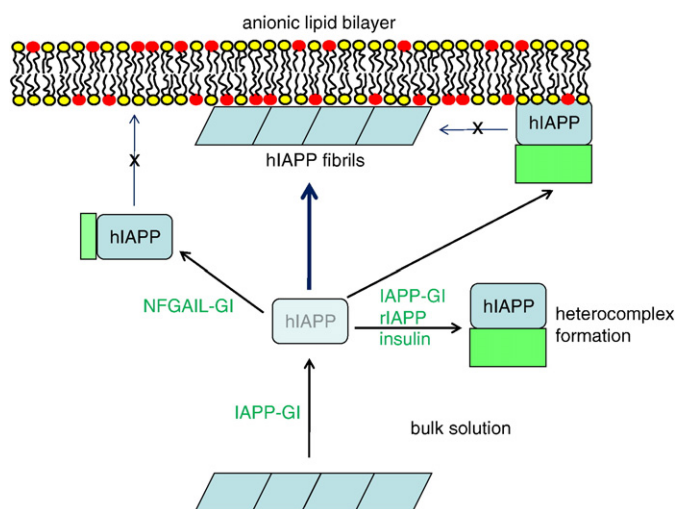 anionic lipid bilayer
hIAPP
x
hIAPP fibrils
x
hIAPP
NFGAIL-GI
hIAPP
IAPP-GI
rIAPP
insulin
hIAPP
heterocomplex
formation
IAPP-GI
bulk solution